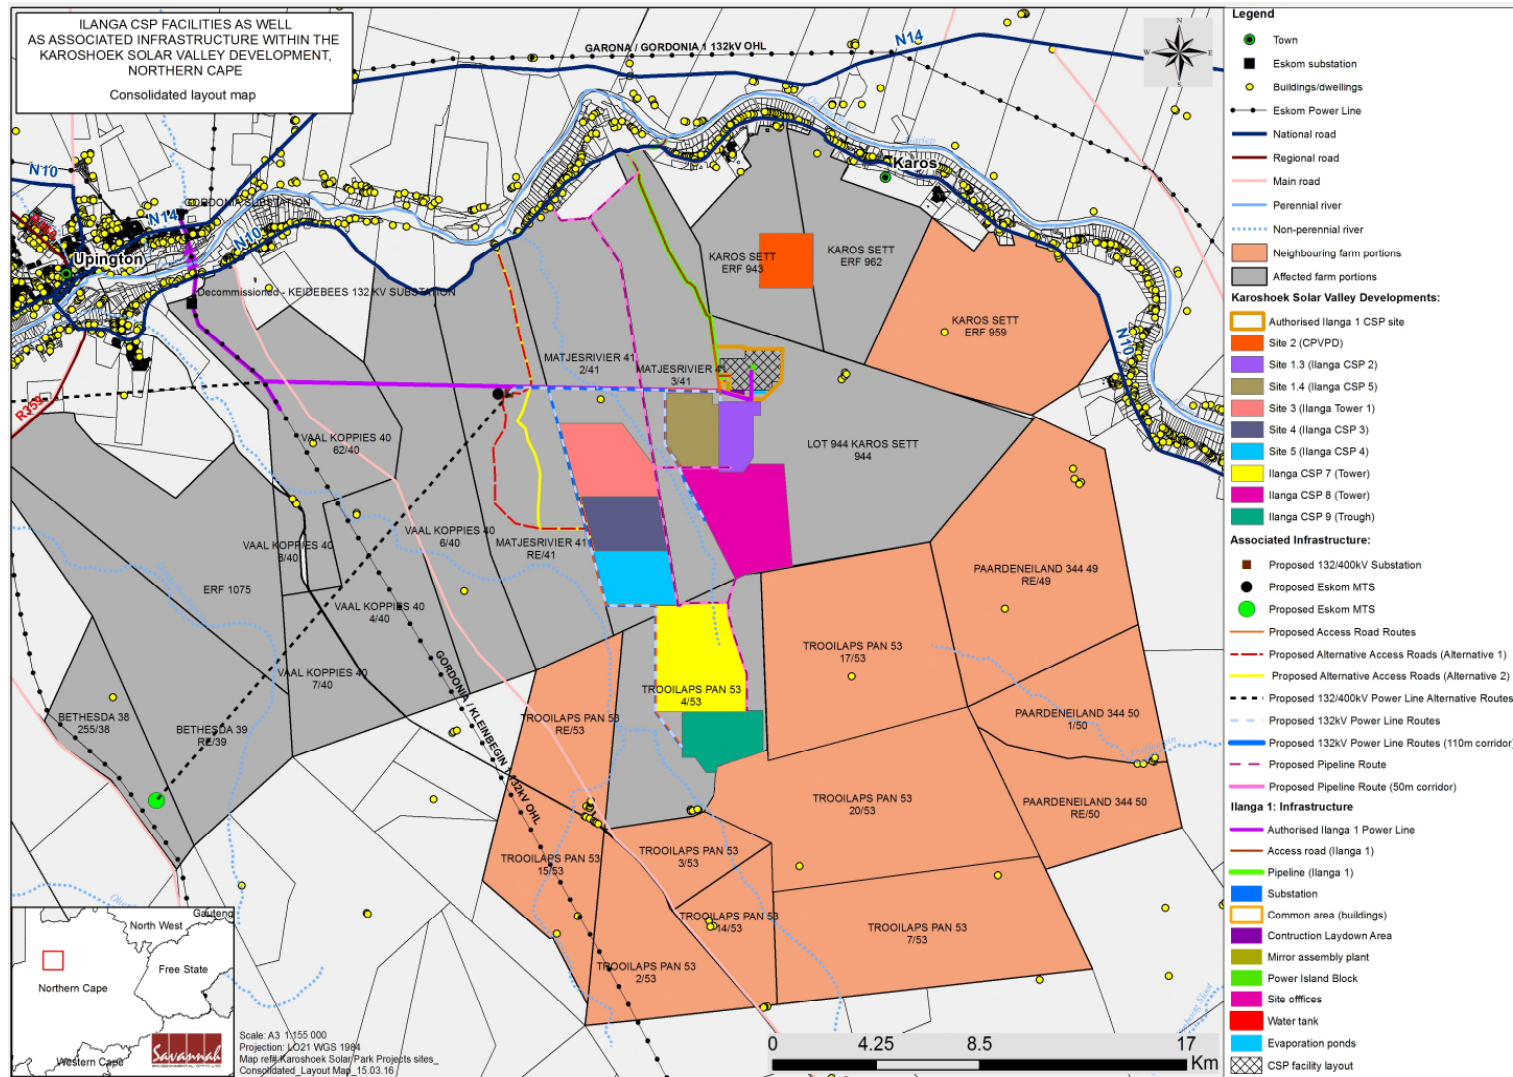 ILANGA CSP FACILITIES AS WELL
AS ASSOCIATED INFRASTRUCTURE WITHIN THE
KAROSHOEK SOLAR VALLEY DEVELOPMENT,
NORTHERN CAPE
Consolidated layout map
GARONA / GORDONIA 1 132kV OHL
N14
N
W
E
S
N10
N14
N10
GORDONIA SUBSTATION
Upington
Decommissioned - KEIDEBEES 132 KV SUBSTATION
R359
Karos
N10
KAROS SETT
ERF 943
KAROS SETT
ERF 962
KAROS SETT
ERF 959
MATJESRIVIER 41
2/41
MATJESRIVIER 41
3/41
VAAL KOPPIES 40
62/40
LOT 944 KAROS SETT
944
VAAL KOPPIES 40
6/40
MATJESRIVIER 41
RE/41
VAAL KOPPIES 40
8/40
ERF 1075
VAAL KOPPIES 40
4/40
VAAL KOPPIES 40
7/40
PAARDENEILAND 344 49
RE/49
TROOILAPS PAN 53
17/53
GORDONIA / KLEINBEGIN 1 132kV OHL
TROOILAPS PAN 53
4/53
BETHESDA 38
255/38
BETHESDA 39
RE/39
TROOILAPS PAN 53
RE/53
PAARDENEILAND 344 50
1/50
TROOILAPS PAN 53
20/53
PAARDENEILAND 344 50
RE/50
TROOILAPS PAN 53
15/53
TROOILAPS PAN 53
3/53
TROOILAPS PAN 53
14/53
TROOILAPS PAN 53
7/53
TROOILAPS PAN 53
2/53
Gauteng
North West
Free State
Northern Cape
Western Cape
Savannah
Scale: A3 1:155 000
Projection: LO21 WGS 1984
Map ref# Karoshoek Solar Park Projects sites_
Consolidated_Layout Map_15.03.16
0 4.25 8.5 17
Km
Legend
Town
Eskom substation
Buildings/dwellings
Eskom Power Line
National road
Regional road
Main road
Perennial river
Non-perennial river
Neighbouring farm portions
Affected farm portions
Karoshoek Solar Valley Developments:
Authorised Ilanga 1 CSP site
Site 2 (CPVPD)
Site 1.3 (Ilanga CSP 2)
Site 1.4 (Ilanga CSP 5)
Site 3 (Ilanga Tower 1)
Site 4 (Ilanga CSP 3)
Site 5 (Ilanga CSP 4)
Ilanga CSP 7 (Tower)
Ilanga CSP 8 (Tower)
Ilanga CSP 9 (Trough)
Associated Infrastructure:
Proposed 132/400kV Substation
Proposed Eskom MTS
Proposed Eskom MTS
Proposed Access Road Routes
Proposed Alternative Access Roads (Alternative 1)
Proposed Alternative Access Roads (Alternative 2)
Proposed 132/400kV Power Line Alternative Routes
Proposed 132kV Power Line Routes
Proposed 132kV Power Line Routes (110m corridor)
Proposed Pipeline Route
Proposed Pipeline Route (50m corridor)
Ilanga 1: Infrastructure
Authorised Ilanga 1 Power Line
Access road (Ilanga 1)
Pipeline (Ilanga 1)
Substation
Common area (buildings)
Contruction Laydown Area
Mirror assembly plant
Power Island Block
Site offfices
Water tank
Evaporation ponds
CSP facility layout